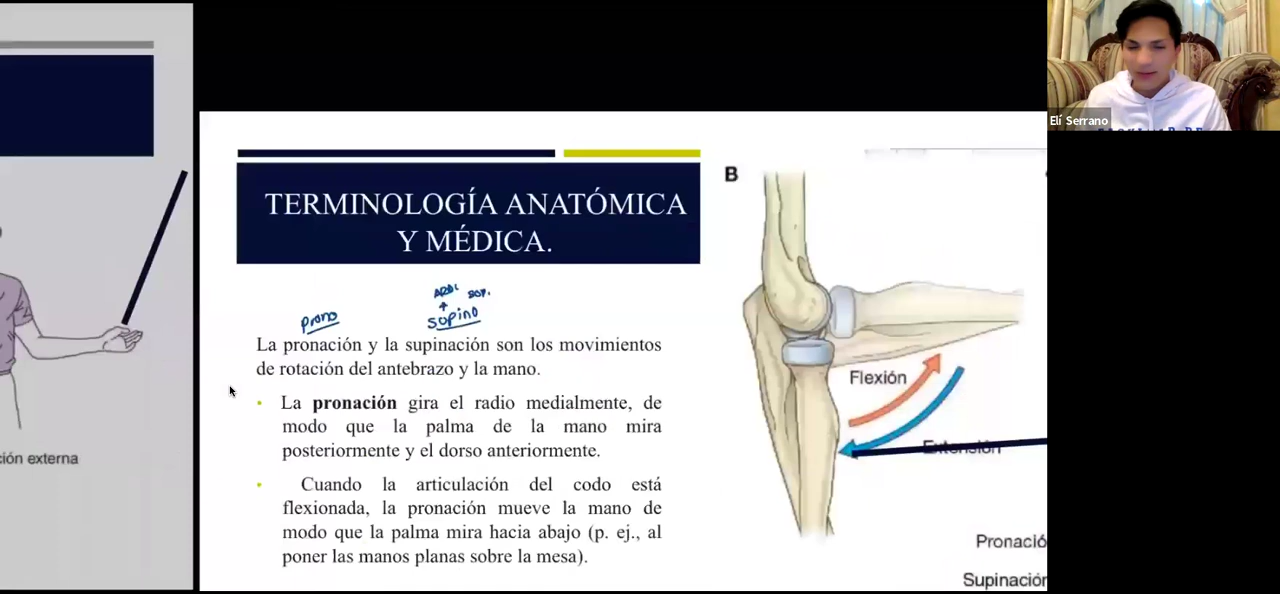 ción externa
TERMINOLOGÍA ANATÓMICA
Y MÉDICA.
prono
supino
La pronación y la supinación son los movimientos
de rotación del antebrazo y la mano.
• La pronación gira el radio medialmente, de
modo que la palma de la mano mira
posteriormente y el dorso anteriormente.
• Cuando la articulación del codo está
flexionada, la pronación mueve la mano de
modo que la palma mira hacia abajo (p. ej., al
poner las manos planas sobre la mesa).
B
Flexión
Extensión
Pronació
Supinación
Elí Serrano